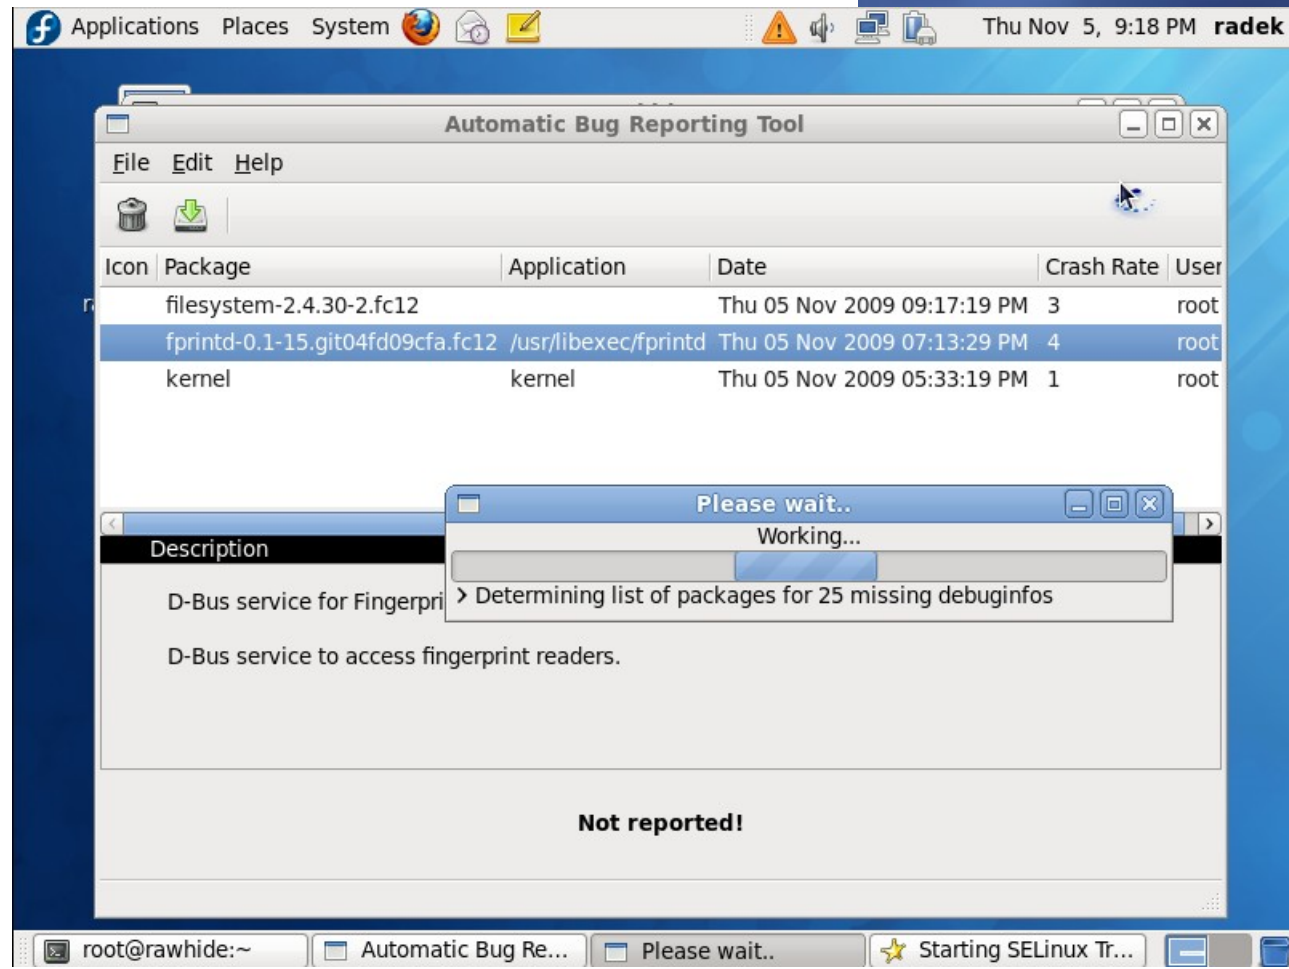 Applications Places System Thu Nov 5, 9:18 PM radek
Automatic Bug Reporting Tool
File Edit Help
Icon Package Application Date Crash Rate User
filesystem-2.4.30-2.fc12 Thu 05 Nov 2009 09:17:19 PM 3 root
fprintd-0.1-15.git04fd09cfa.fc12 /usr/libexec/fprintd Thu 05 Nov 2009 07:13:29 PM 4 root
kernel kernel Thu 05 Nov 2009 05:33:19 PM 1 root
Please wait..
Working...
Determining list of packages for 25 missing debuginfos
Description
D-Bus service for Fingerpri
D-Bus service to access fingerprint readers.
Not reported!
root@rawhide:~ Automatic Bug Re... Please wait.. Starting SELinux Tr...